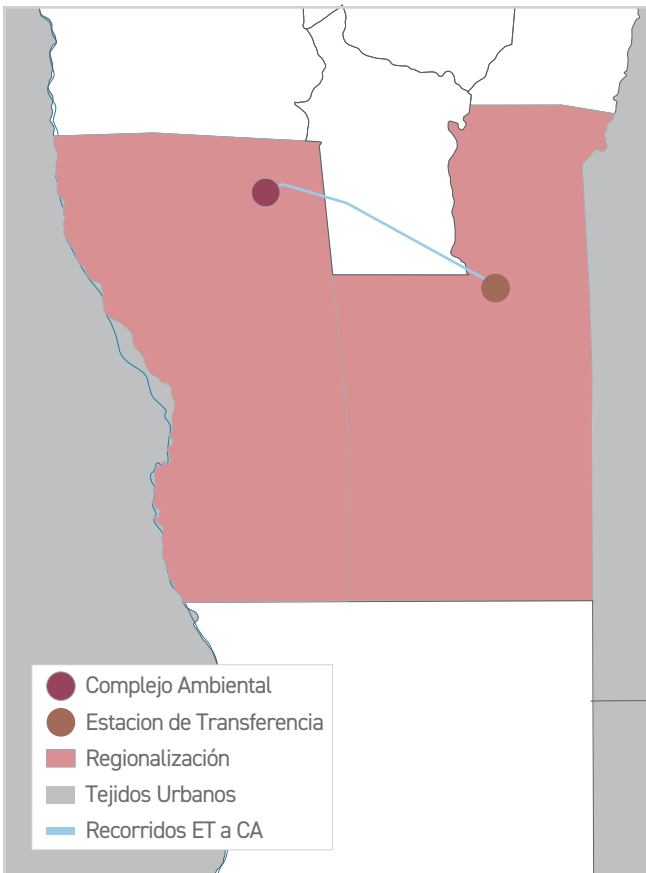 Complejo Ambiental
Estacion de Transferencia
Regionalización
Tejidos Urbanos
Recorridos ET a CA